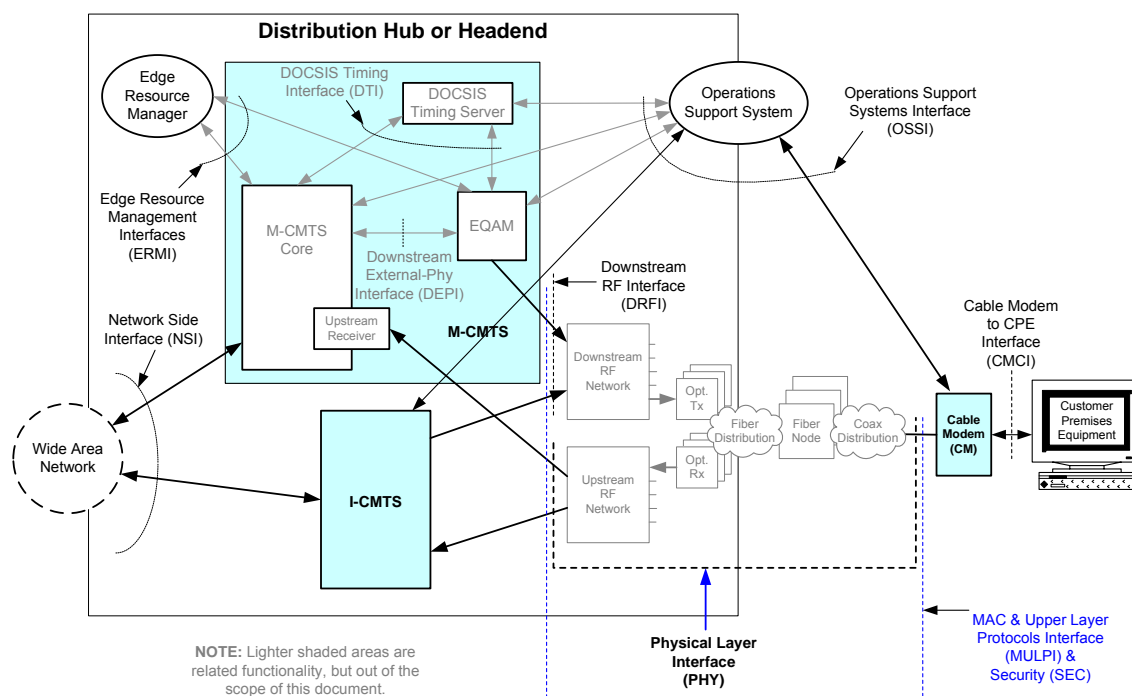 Distribution Hub or Headend
Edge
Resource
Manager
DOCSIS Timing
Interface (DTI)
DOCSIS
Timing Server
Operations
Support System
Operations Support
Systems Interface
(OSSI)
Edge Resource
Management
Interfaces
(ERMI)
M-CMTS
Core
EQAM
Downstream
External-Phy
Interface (DEPI)
Upstream
Receiver
M-CMTS
Downstream
RF Interface
(DRFI)
Network Side
Interface (NSI)
Cable Modem
to CPE
Interface
(CMCI)
Downstream
RF
Network
Opt.
Tx
Fiber
Distribution
Fiber
Node
Coax
Distribution
Cable
Modem
(CM)
Customer
Premises
Equipment
Wide Area
Network
I-CMTS
Upstream
RF
Network
Opt.
Rx
Physical Layer
Interface
(PHY)
MAC & Upper Layer
Protocols Interface
(MULPI) &
Security (SEC)
NOTE: Lighter shaded areas are
related functionality, but out of the
scope of this document.